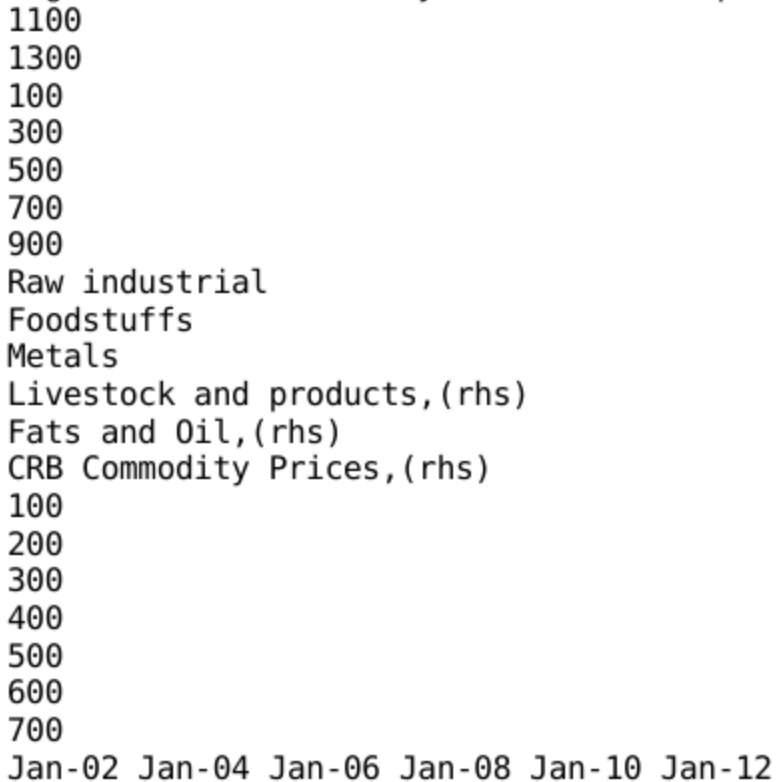 1100
1300
100
300
500
700
900
Raw industrial
Foodstuffs
Metals
Livestock and products,(rhs)
Fats and Oil,(rhs)
CRB Commodity Prices,(rhs)
100
200
300
400
500
600
700
Jan-02 Jan-04 Jan-06 Jan-08 Jan-10 Jan-12